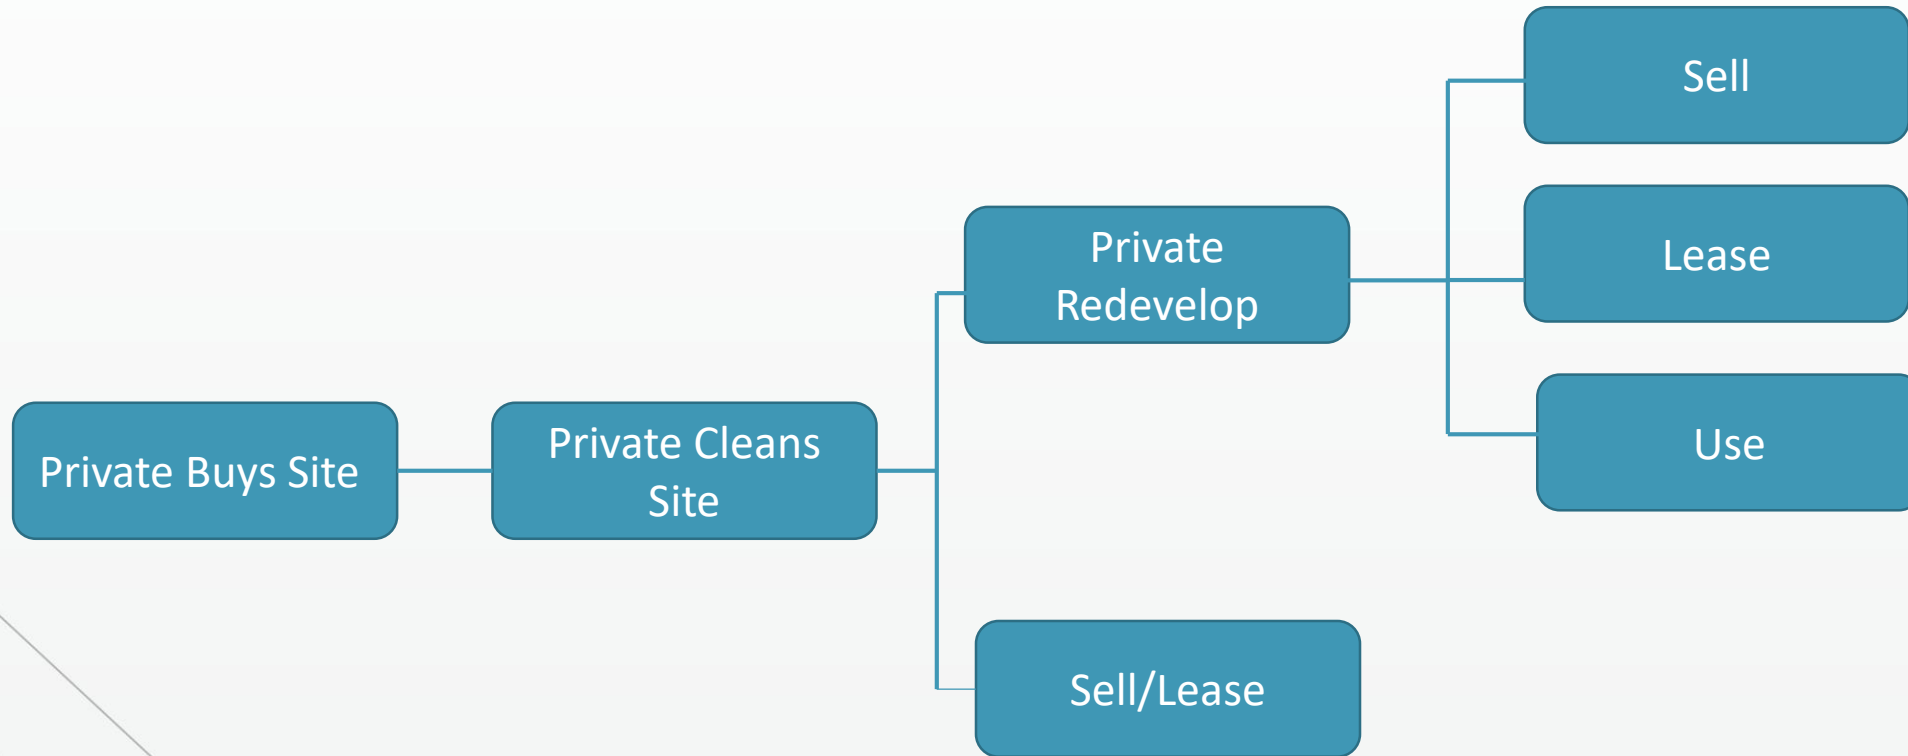 Private Buys Site
Private Cleans
Site
Private
Redevelop
Sell/Lease
Sell
Lease
Use